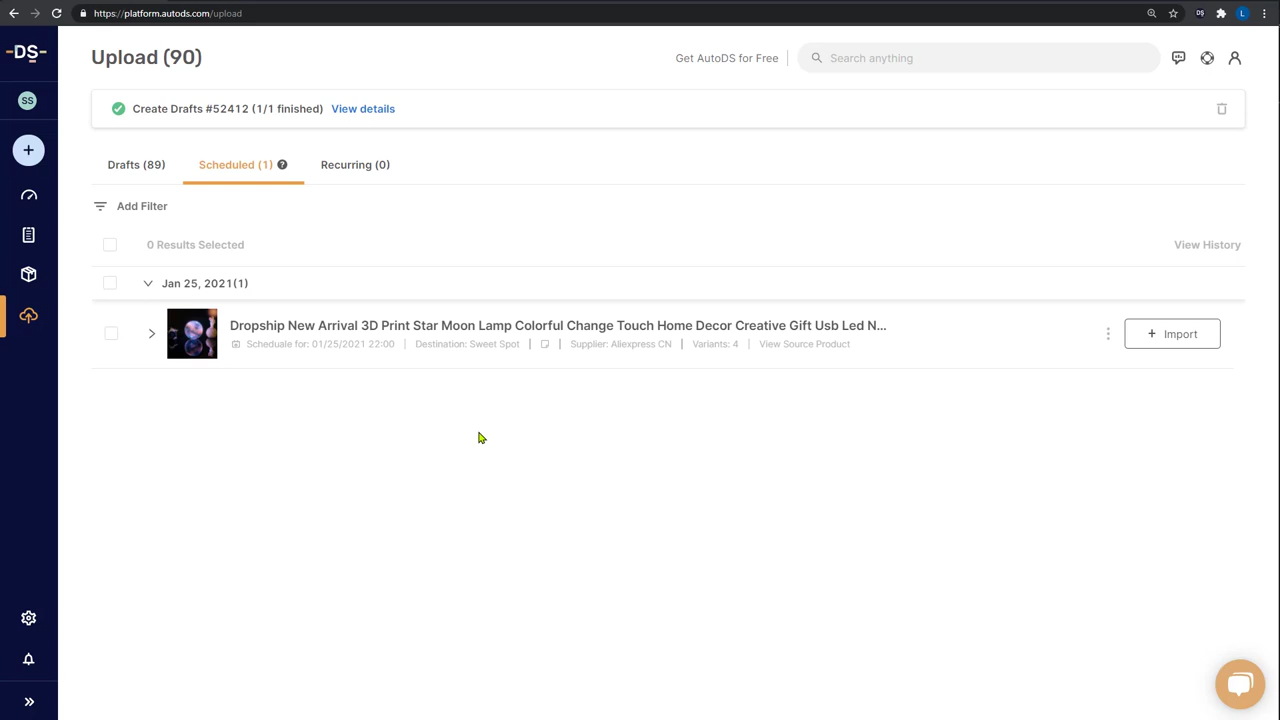 https://platform.autods.com/upload
DS
L
-DS-
Upload (90)
Get AutoDS for Free
Search anything
SS
Create Drafts #52412 (1/1 finished) View details
Drafts (89)
Scheduled (1) ?
Recurring (0)
Add Filter
0 Results Selected
View History
Jan 25, 2021(1)
Dropship New Arrival 3D Print Star Moon Lamp Colorful Change Touch Home Decor Creative Gift Usb Led N...
Scheduale for: 01/25/2021 22:00 | Destination: Sweet Spot | | Supplier: Aliexpress CN | Variants: 4 | View Source Product
+ Import